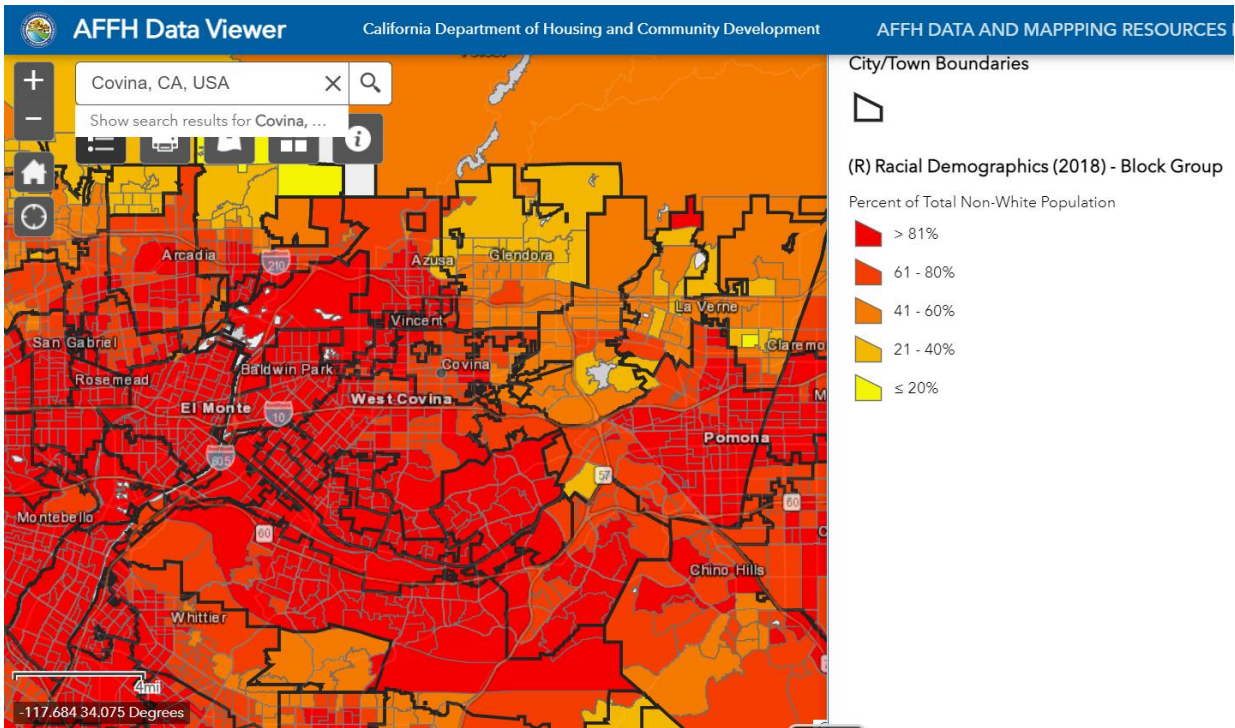 AFFH Data Viewer
California Department of Housing and Community Development
AFFH DATA AND MAPPPING RESOURCES
Covina, CA, USA
Show search results for Covina, ...
City/Town Boundaries
(R) Racial Demographics (2018) - Block Group
Percent of Total Non-White Population
> 81%
61 - 80%
41 - 60%
21 - 40%
≤ 20%
Arcadia
210
Azusa
Glendora
La Verne
Vincent
San Gabriel
Claremo
Baldwin Park
Covina
Rosemead
West Covina
El Monte
10
Pomona
605
57
60
Montebello
60
Chino Hills
Whittier
4mi
-117.684 34.075 Degrees